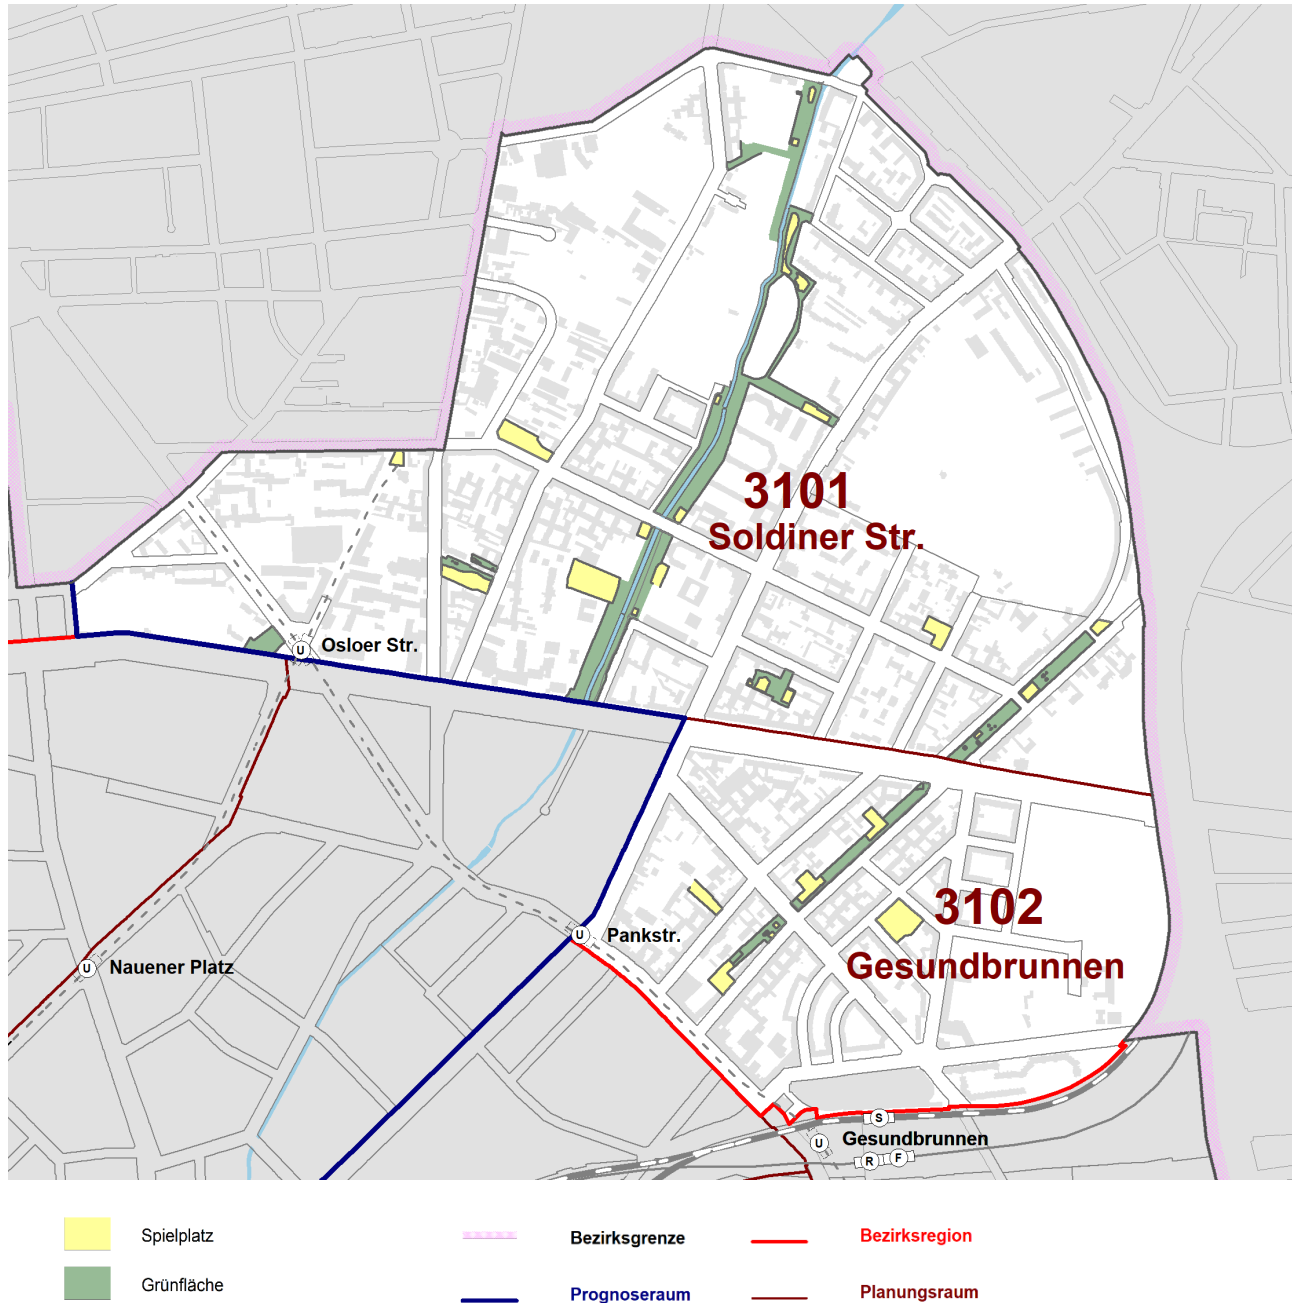 3101
Soldiner Str.
U
Osloer Str.
3102
Gesundbrunnen
U
Pankstr.
U
Nauener Platz
S
U
Gesundbrunnen
R
F
Spielplatz
Bezirksgrenze
Bezirksregion
Grünfläche
Prognoseraum
Planungsraum